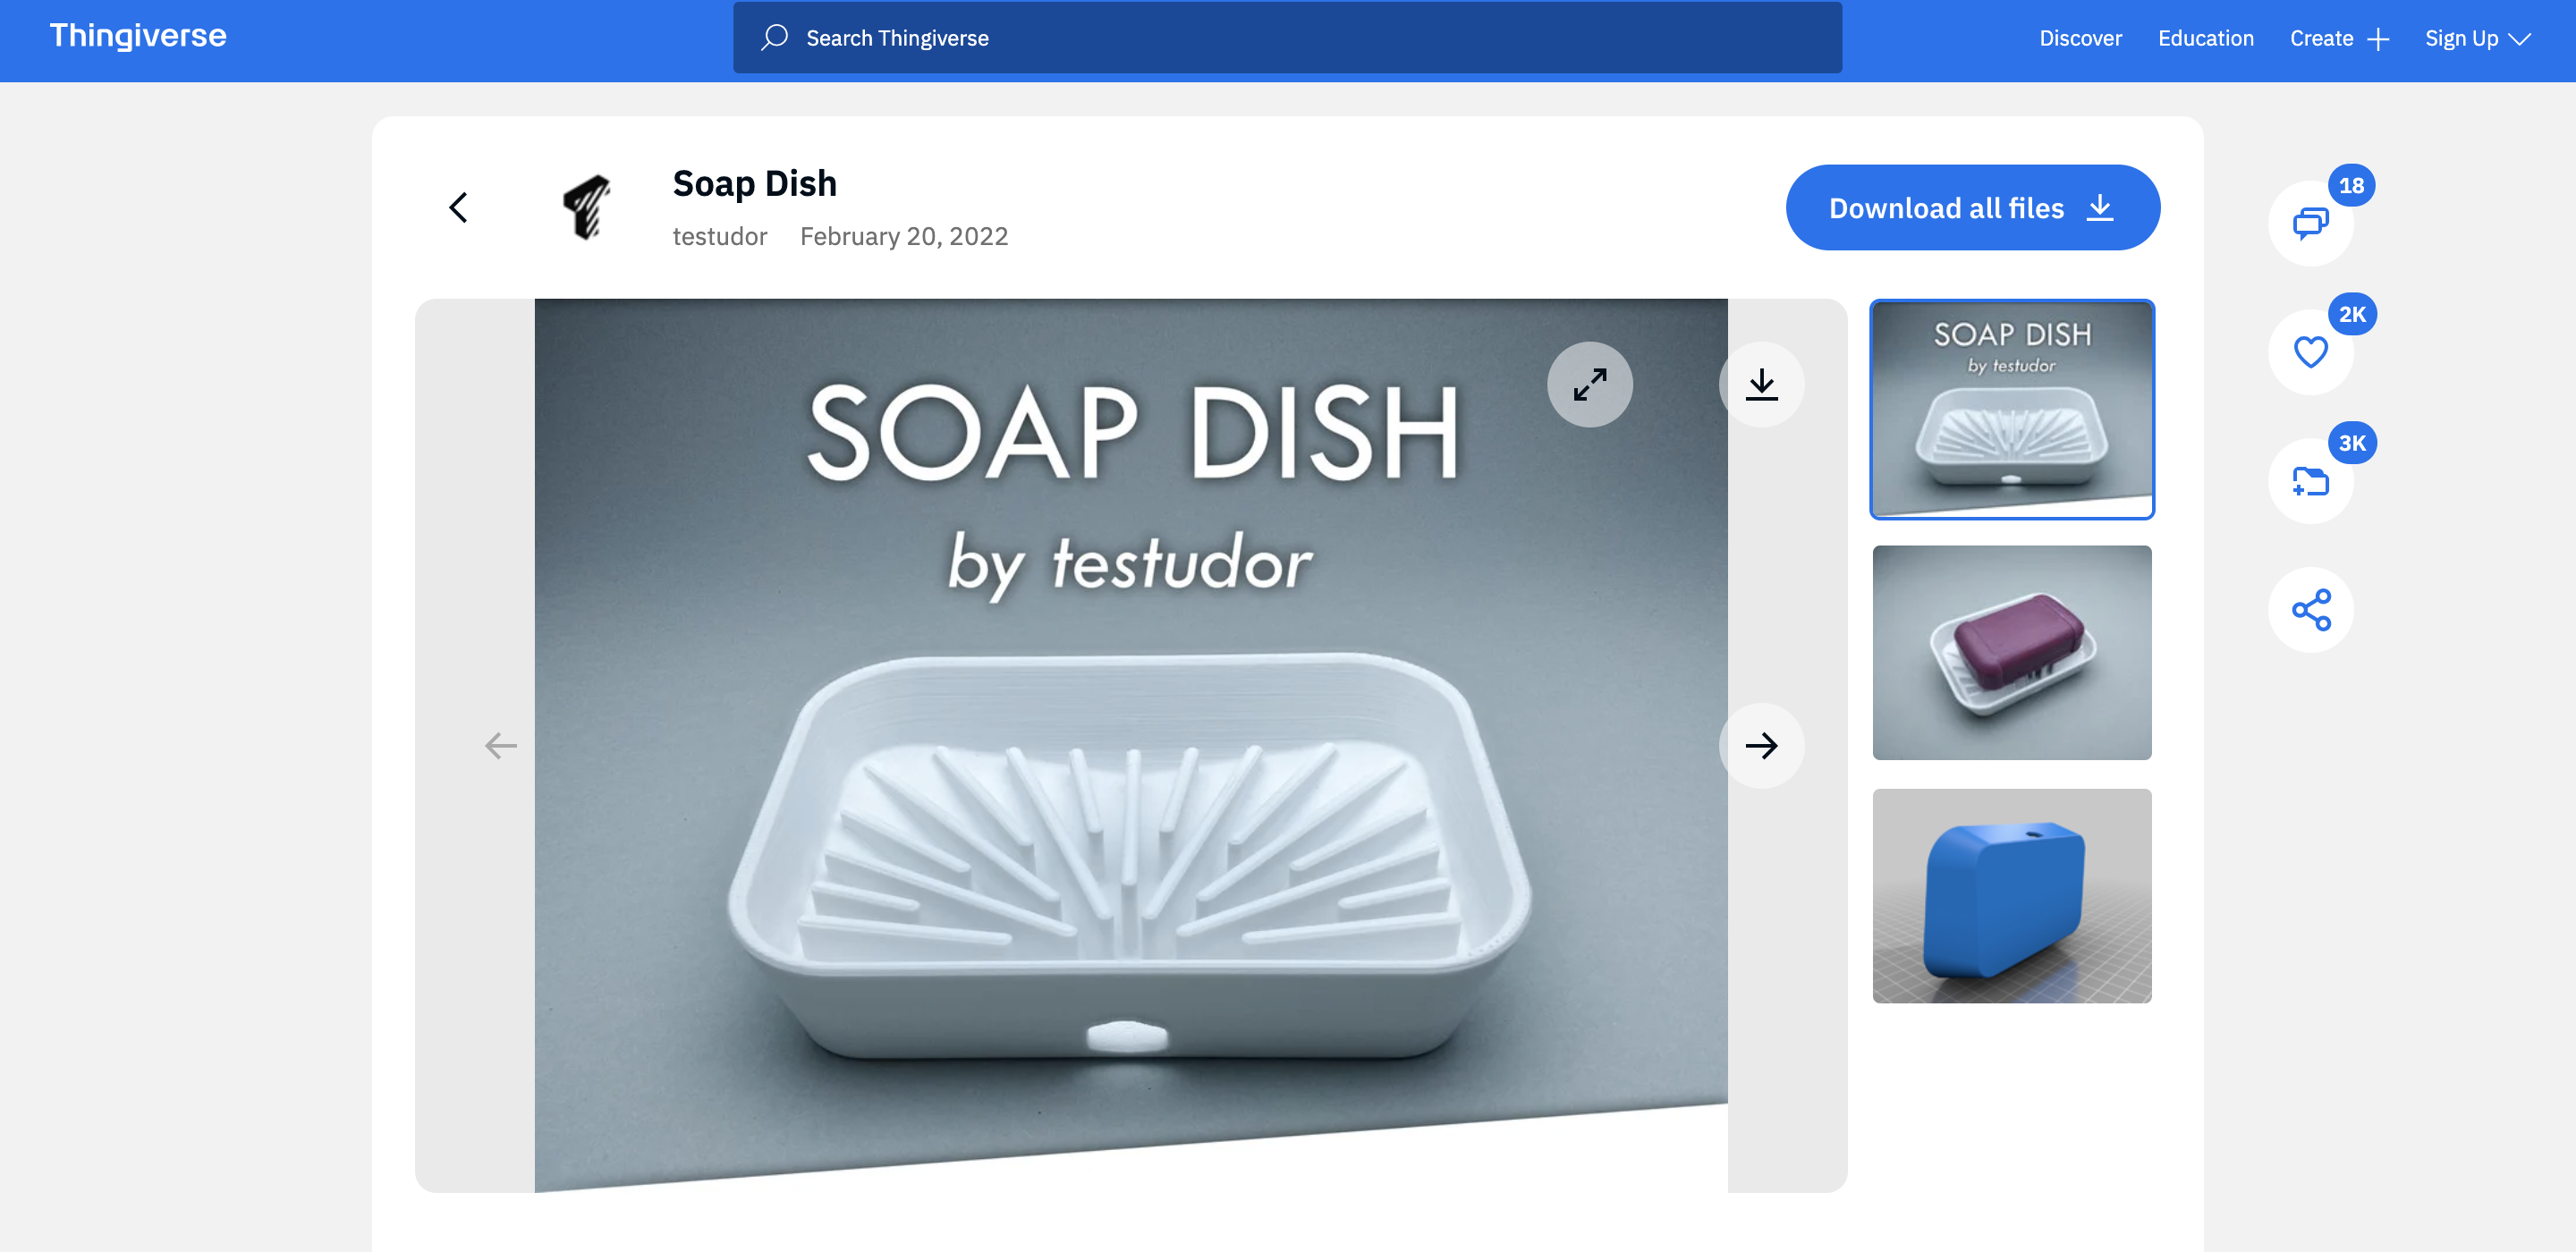 Thingiverse
Search Thingiverse
Discover
Education
Create
Sign Up
Soap Dish
testudor
February 20, 2022
Download all files
18
2K
3K
SOAP DISH
by testudor
SOAP DISH
by testudor